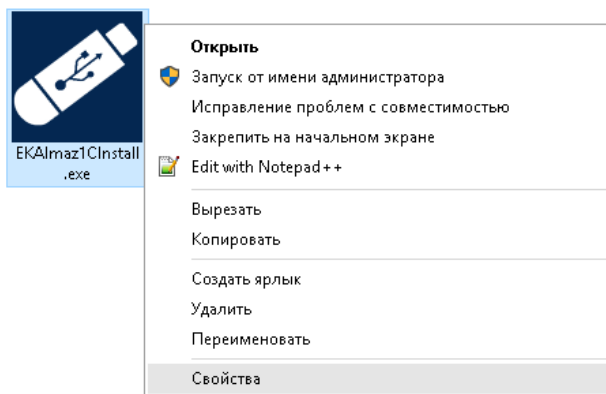 EKAlmaz1CInstall
.exe
Открыть
Запуск от имени администратора
Исправление проблем с совместимостью
Закрепить на начальном экране
Edit with Notepad++
Вырезать
Копировать
Создать ярлык
Удалить
Переименовать
Свойства